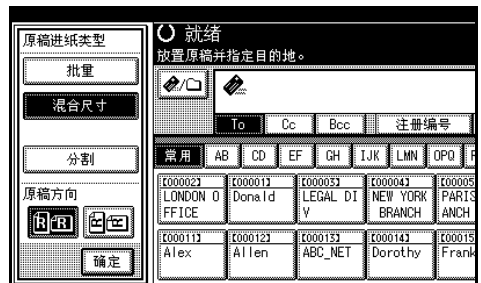 原稿进纸类型
批量
混合尺寸
分割
原稿方向
R R
确定
就绪
放置原稿并指定目的地。
To Cc Bcc 注册编号
常用 AB CD EF GH IJK LMN OPQ
[00002] [00001] [00003] [00004] [00005
LONDON O Donald LEGAL DI NEW YORK PARIS
FFICE V BRANCH ANCH
[00011] [00012] [00013] [00014] [00015
Alex Allen ABC_NET Dorothy Frank